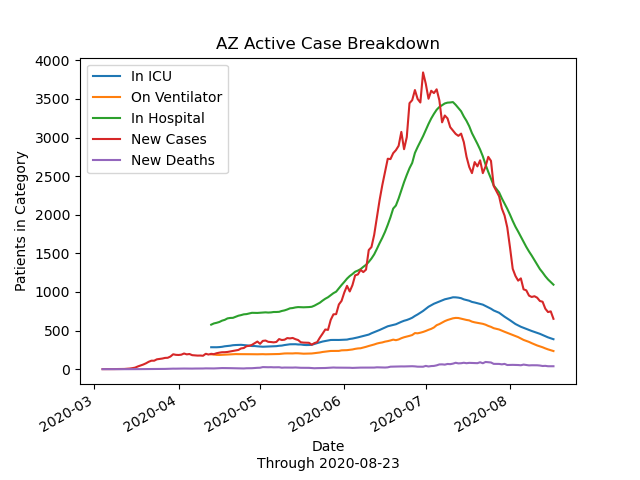 AZ Active Case Breakdown
4000
3500
3000
2500
2000
1500
1000
500
0
Patients in Category
In ICU
On Ventilator
In Hospital
New Cases
New Deaths
2020-03
2020-04
2020-05
2020-06
2020-07
2020-08
Date
Through 2020-08-23